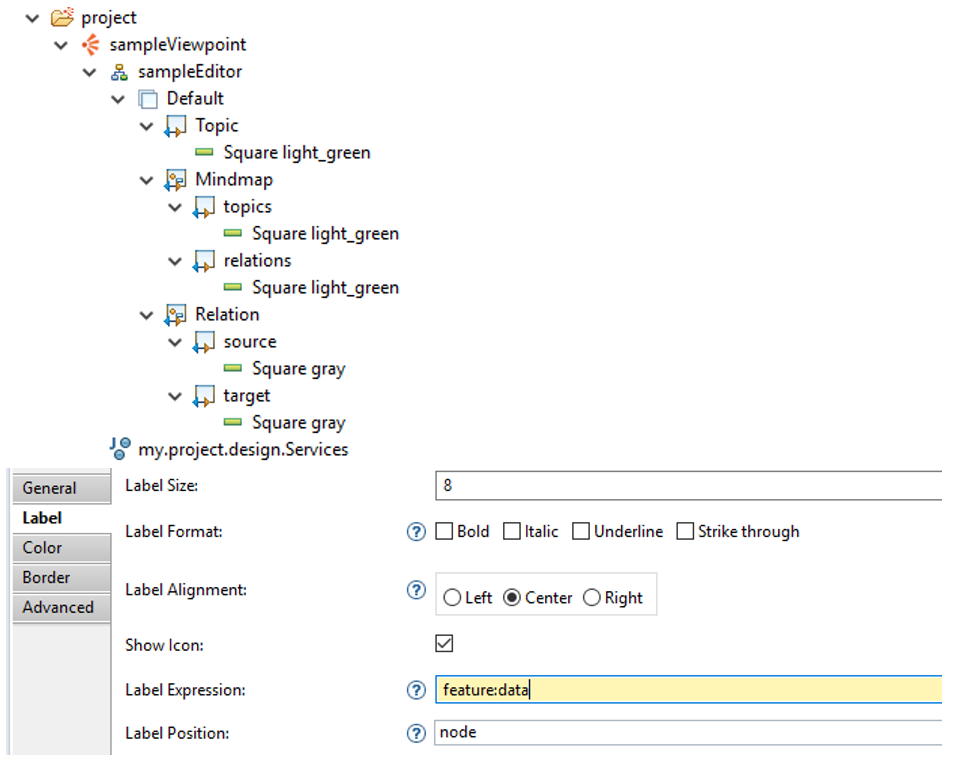 project
sampleViewpoint
sampleEditor
Default
Topic
Square light_green
Mindmap
topics
Square light_green
relations
Square light_green
Relation
source
Square gray
target
Square gray
my.project.design.Services
General
Label
Color
Border
Advanced
Label Size: 8
Label Format: ? Bold Italic Underline Strike through
Label Alignment: ? Left Center Right
Show Icon:
Label Expression: ? feature:data
Label Position: ? node